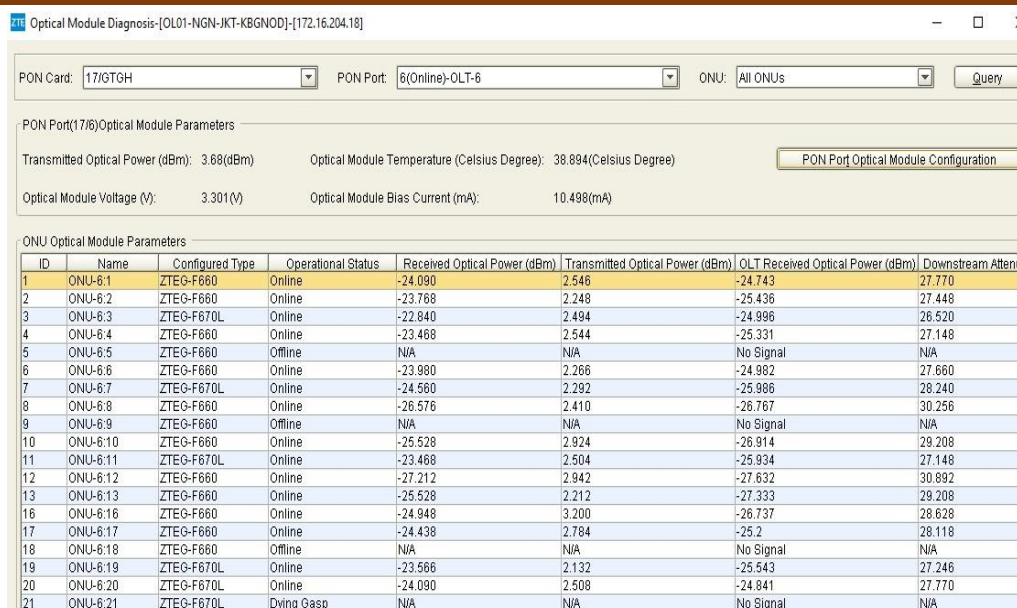 ZTE Optical Module Diagnosis-[OL01-NGN-JKT-KBGNOD]-[172.16.204.18]
PON Card: 17/GTGH PON Port: 6(Online)-OLT-6 ONU: All ONUs Query
PON Port(17/6)Optical Module Parameters
Transmitted Optical Power (dBm): 3.68(dBm) Optical Module Temperature (Celsius Degree): 38.894(Celsius Degree) PON Port Optical Module Configuration
Optical Module Voltage (V): 3.301(V) Optical Module Bias Current (mA): 10.498(mA)
ONU Optical Module Parameters
ID Name Configured Type Operational Status Received Optical Power (dBm) Transmitted Optical Power (dBm) OLT Received Optical Power (dBm) Downstream Atten
1 ONU-6:1 ZTEG-F660 Online -24.090 2.546 -24.743 27.770
2 ONU-6:2 ZTEG-F660 Online -23.768 2.248 -25.436 27.448
3 ONU-6:3 ZTEG-F670L Online -22.840 2.494 -24.996 26.520
4 ONU-6:4 ZTEG-F660 Online -23.468 2.544 -25.331 27.148
5 ONU-6:5 ZTEG-F660 Offline N/A N/A No Signal N/A
6 ONU-6:6 ZTEG-F660 Online -23.980 2.266 -24.982 27.660
7 ONU-6:7 ZTEG-F670L Online -24.560 2.292 -25.986 28.240
8 ONU-6:8 ZTEG-F660 Online -26.576 2.410 -26.767 30.256
9 ONU-6:9 ZTEG-F660 Offline N/A N/A No Signal N/A
10 ONU-6:10 ZTEG-F660 Online -25.528 2.924 -26.914 29.208
11 ONU-6:11 ZTEG-F670L Online -23.468 2.504 -25.934 27.148
12 ONU-6:12 ZTEG-F660 Online -27.212 2.942 -27.632 30.892
13 ONU-6:13 ZTEG-F660 Online -25.528 2.212 -27.333 29.208
16 ONU-6:16 ZTEG-F660 Online -24.948 3.200 -26.737 28.628
17 ONU-6:17 ZTEG-F660 Online -24.438 2.784 -25.2 28.118
18 ONU-6:18 ZTEG-F660 Offline N/A N/A No Signal N/A
19 ONU-6:19 ZTEG-F670L Online -23.566 2.132 -25.543 27.246
20 ONU-6:20 ZTEG-F670L Online -24.090 2.508 -24.841 27.770
21 ONU-6:21 ZTEG-F670L Dying Gasp N/A N/A No Signal N/A